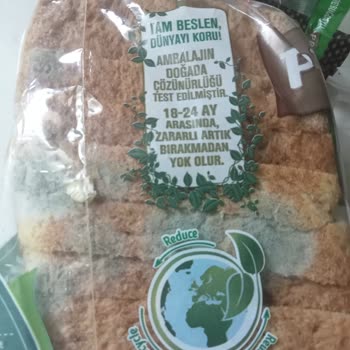 TAM BESLEN,
DÜNYAYI KORU!
AMBALAJIN
DOĞADA
ÇÖZÜNÜRLÜĞÜ
TEST EDİLMİŞTİR.
18-24 AY
ARASINDA,
ZARARLI ARTIK
BIRAKMADAN
YOK OLUR.
Reduce